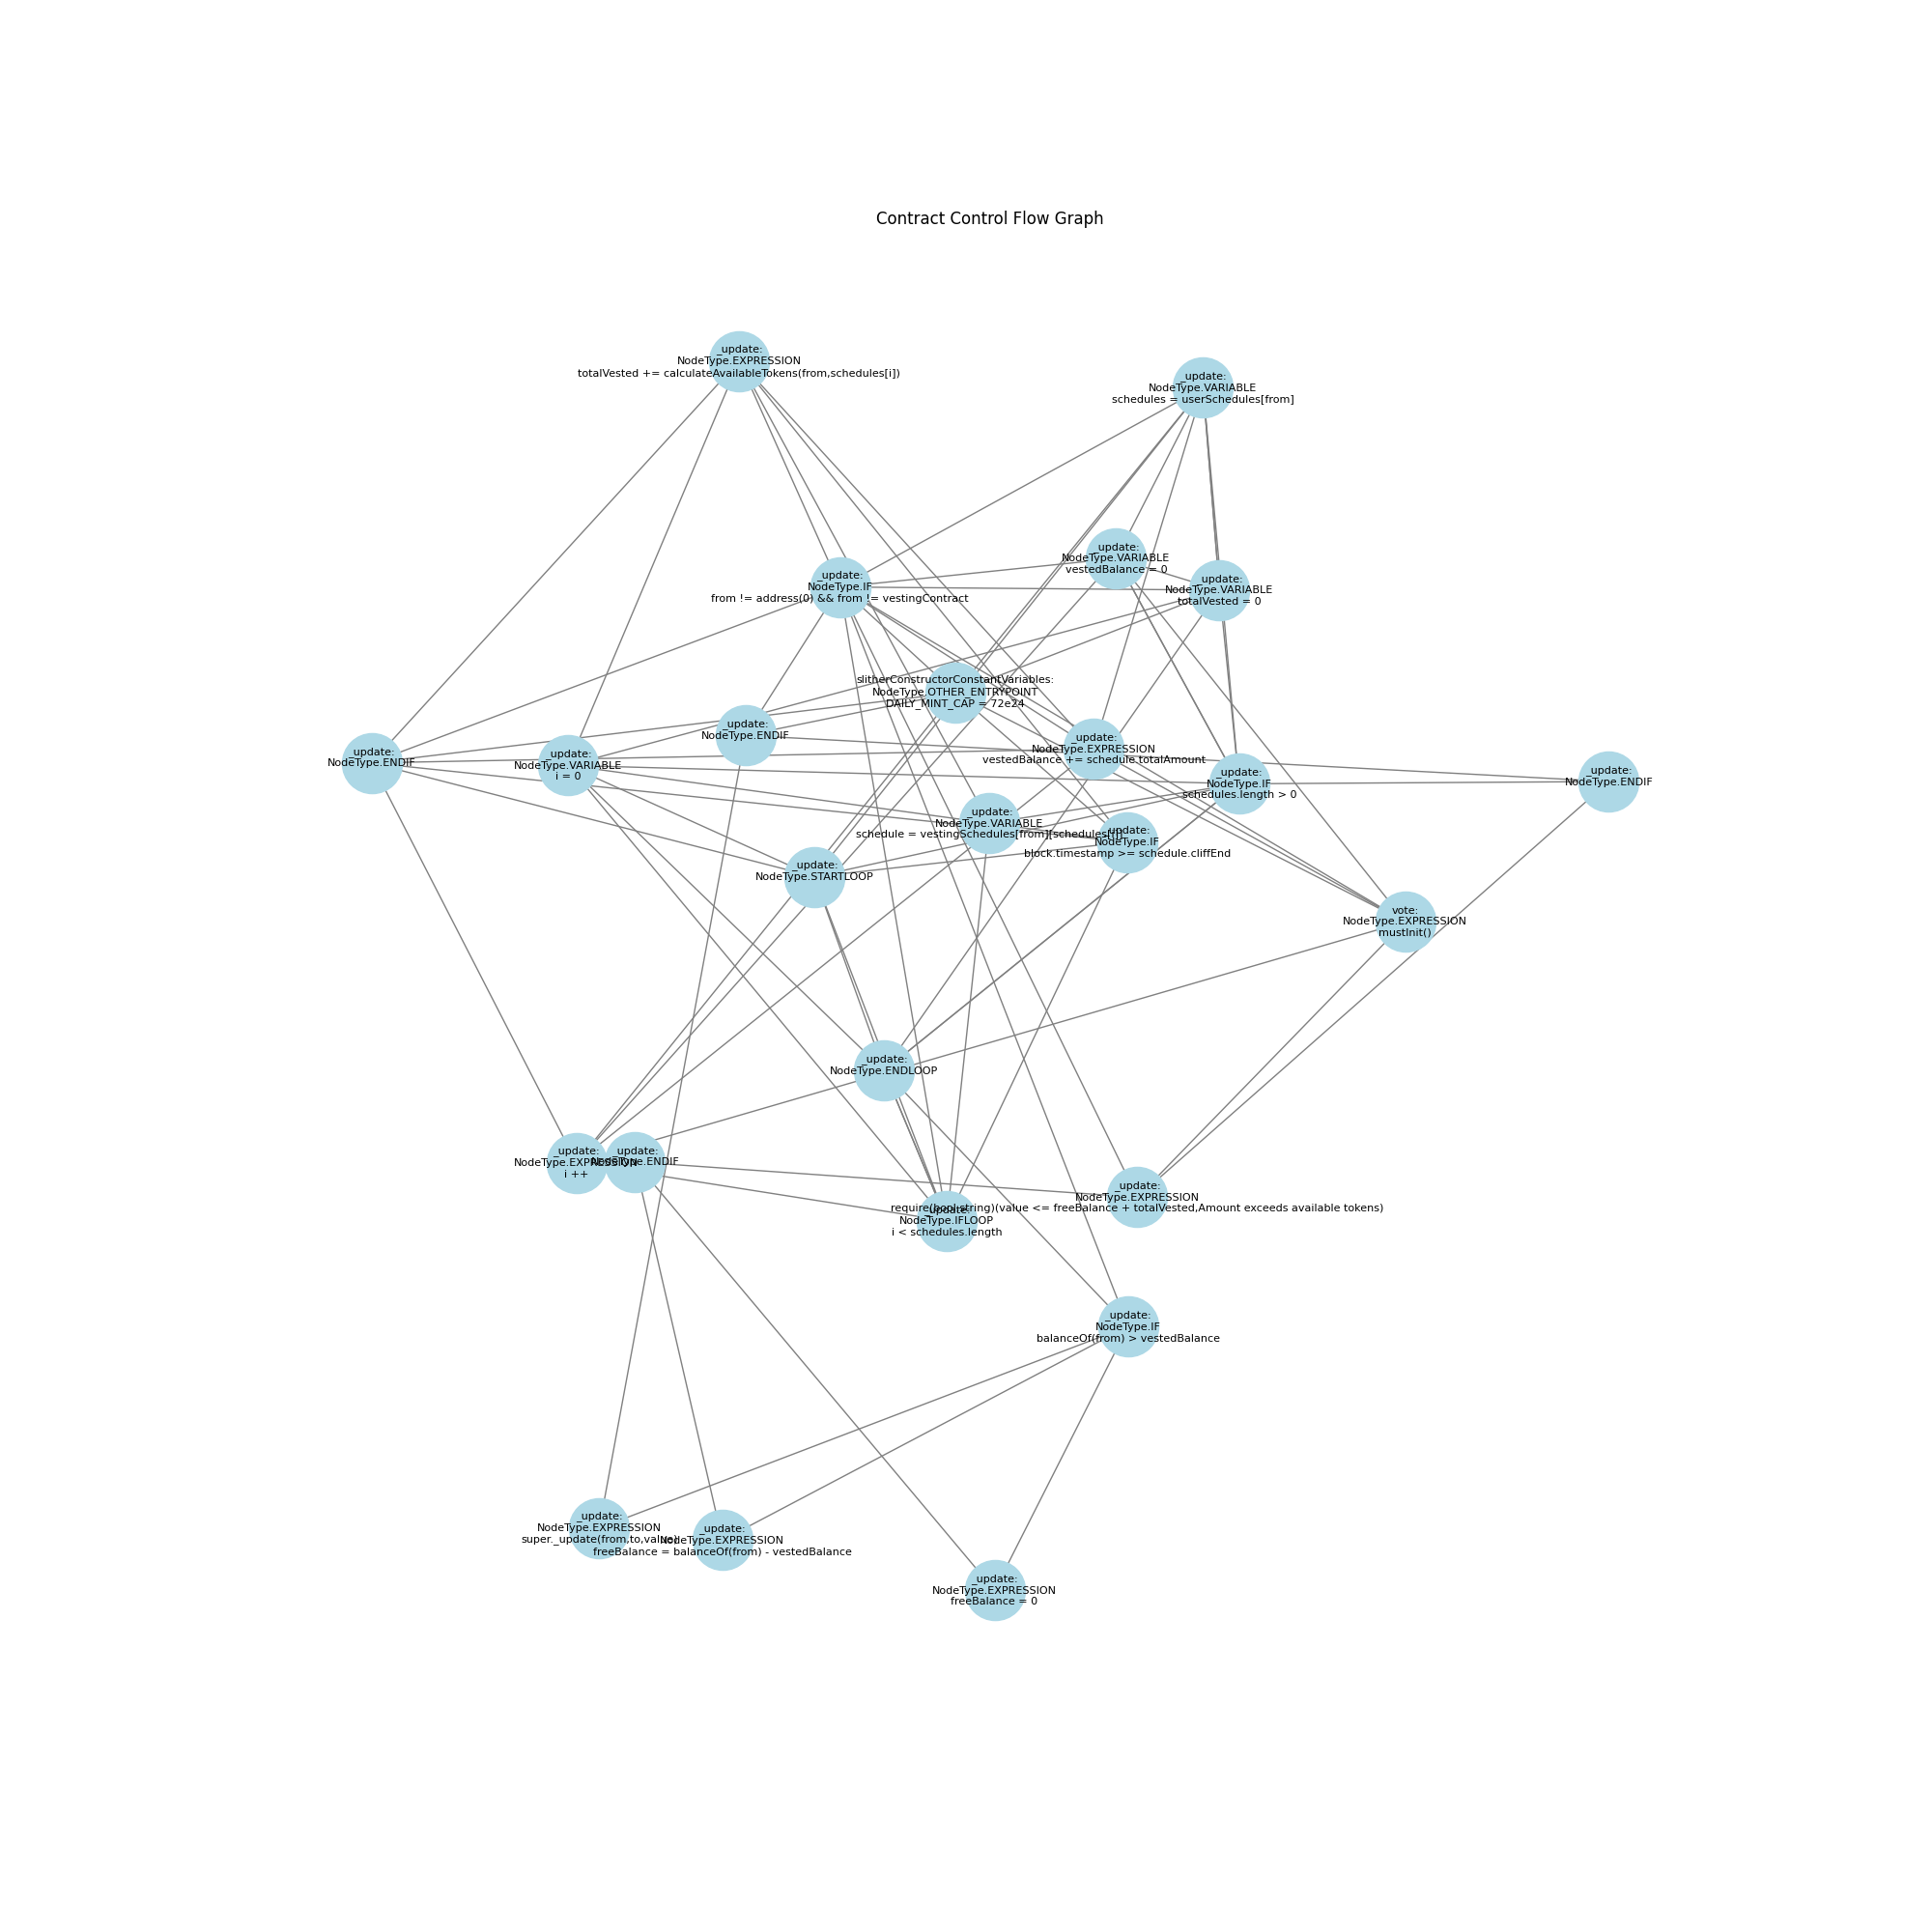 Contract Control Flow Graph
_update:
NodeType.EXPRESSION
totalVested += calculateAvailableTokens(from,schedules[i])
_update:
NodeType.VARIABLE
schedules = userSchedules[from]
_update:
NodeType.VARIABLE
vestedBalance = 0
_update:
NodeType.IF
from != address(0) && from != vestingContract
_update:
NodeType.VARIABLE
totalVested = 0
slitherConstructorConstantVariables:
NodeType.OTHER_ENTRYPOINT
DAILY_MINT_CAP = 72e24
_update:
NodeType.ENDIF
_update:
NodeType.EXPRESSION
vestedBalance += schedule.totalAmount
_update:
NodeType.ENDIF
_update:
NodeType.VARIABLE
i = 0
_update:
NodeType.IF
schedules.length > 0
_update:
NodeType.ENDIF
_update:
NodeType.VARIABLE
schedule = vestingSchedules[from][schedules[i]]
_update:
NodeType.IF
block.timestamp >= schedule.cliffEnd
_update:
NodeType.STARTLOOP
vote:
NodeType.EXPRESSION
mustInit()
_update:
NodeType.ENDLOOP
_update:
NodeType.EXPRESSION
i ++
_update:
NodeType.ENDIF
_update:
NodeType.EXPRESSION
require(bool,string)(value <= freeBalance + totalVested,Amount exceeds available tokens)
_update:
NodeType.IFLOOP
i < schedules.length
_update:
NodeType.IF
balanceOf(from) > vestedBalance
_update:
NodeType.EXPRESSION
super._update(from,to,value)
_update:
NodeType.EXPRESSION
freeBalance = balanceOf(from) - vestedBalance
_update:
NodeType.EXPRESSION
freeBalance = 0